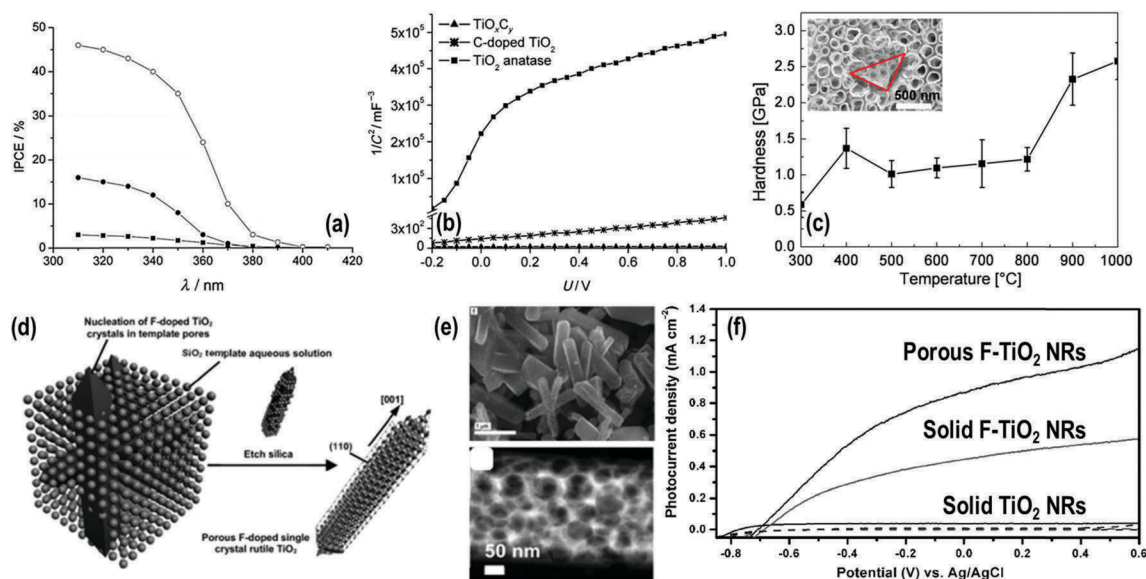 50
40
30
20
10
0
IPCE / %
320
340
360
380
400
420
λ / nm
(a)
TiOxCy
C-doped TiO2
TiO2 anatase
5x10^5
4x10^5
3x10^5
2x10^5
1x10^5
3x10^2
0
1/C^2 / mF^−3
-0.2
0.0
0.2
0.4
0.6
0.8
1.0
U / V
(b)
3.0
2.5
2.0
1.5
1.0
0.5
0.0
Hardness [GPa]
500 nm
300
400
500
600
700
800
900
1000
Temperature [°C]
(c)
(d)
Nucleation of F-doped TiO2
crystals in template pores
SiO2 template aqueous solution
[001]
(110)
Etch silica
Porous F-doped single
crystal rutile TiO2
(e)
50 nm
(f)
1.4
1.2
1.0
0.8
0.6
0.4
0.2
0.0
Photocurrent density (mA cm−2)
Porous F-TiO2 NRs
Solid F-TiO2 NRs
Solid TiO2 NRs
-0.8
-0.6
-0.4
-0.2
0.0
0.2
0.4
0.6
Potential (V) vs. Ag/AgCl